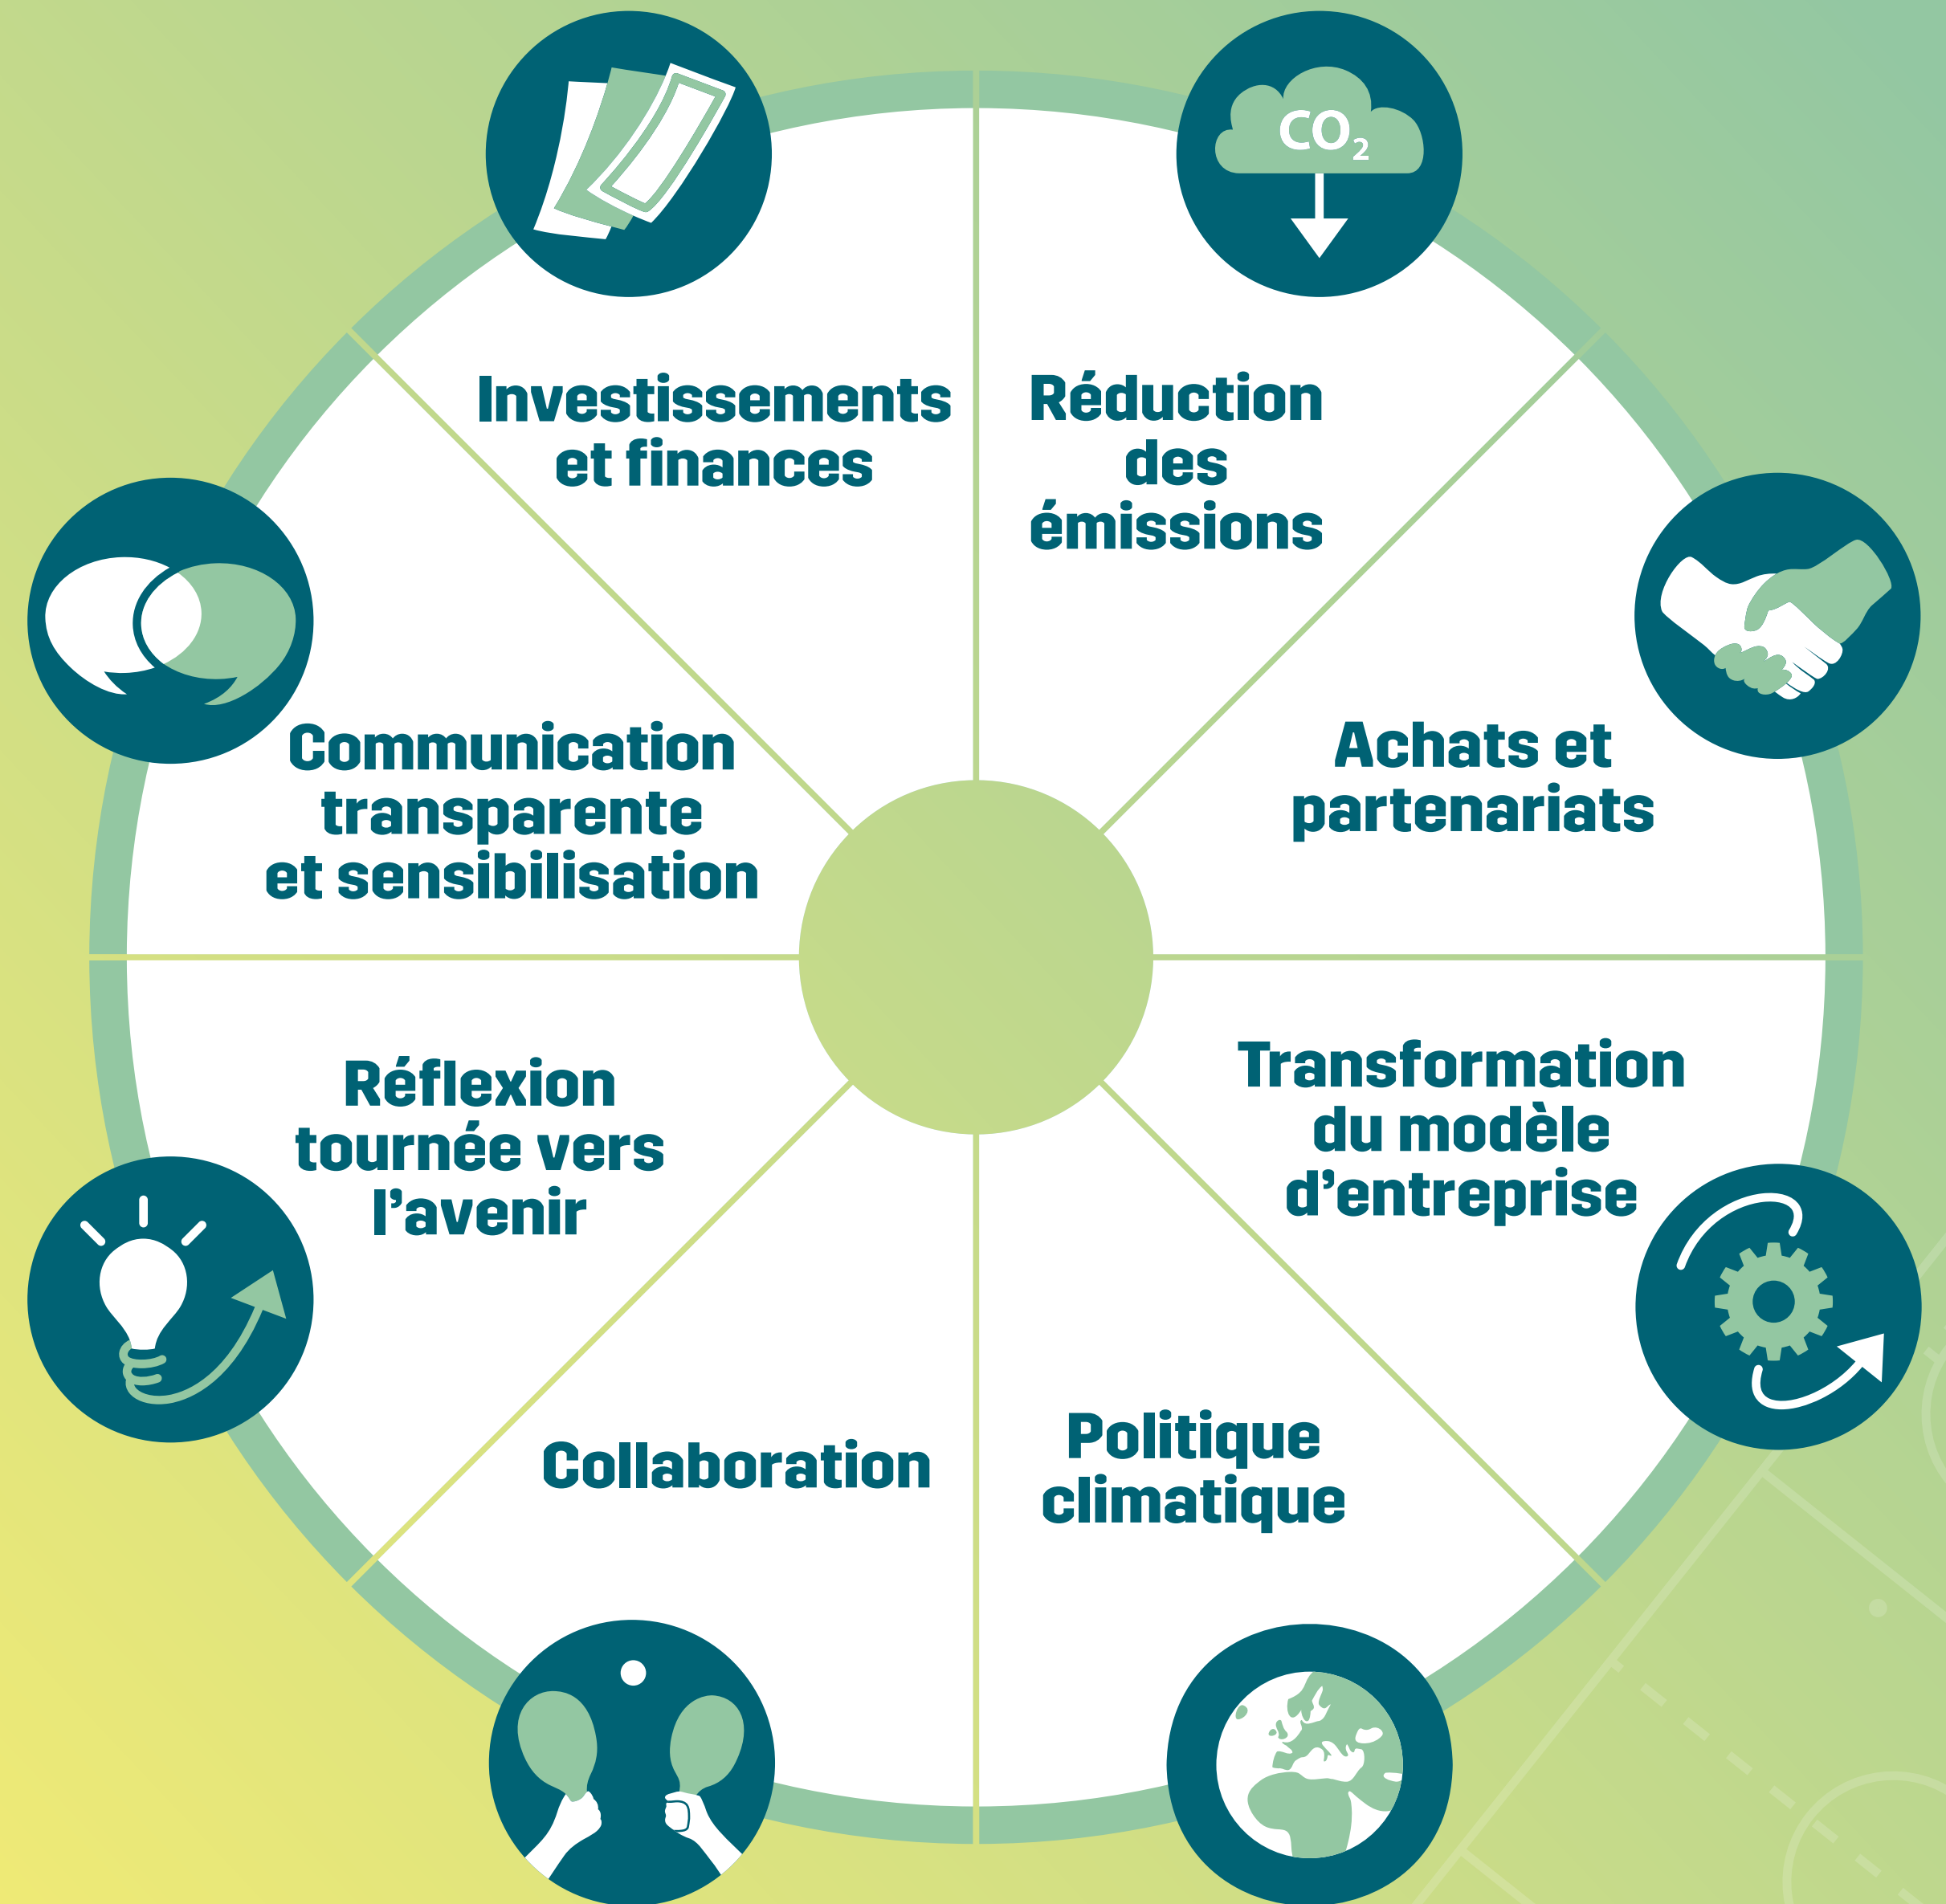 CO₂
Investissements
et finances
Réduction
des
émissions
Communication
transparente
et sensibilisation
Achats et
partenariats
Réflexion
tournée vers
l’avenir
Transformation
du modèle
d’entreprise
Collaboration
Politique
climatique